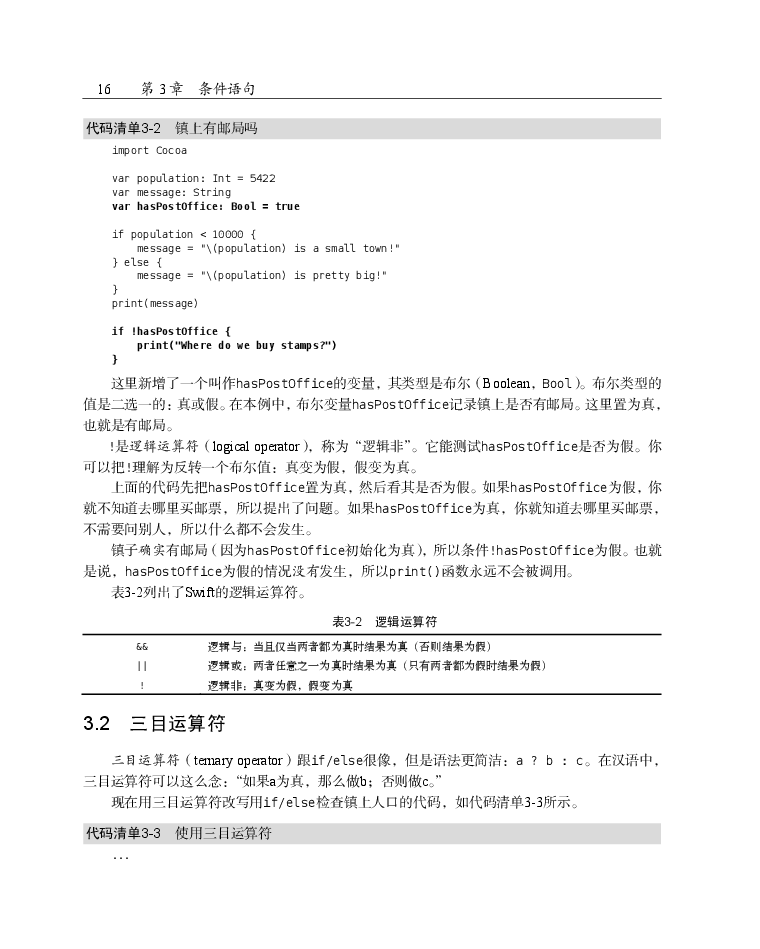 16 第 3 章 条件语句
代码清单3-2 镇上有邮局吗
import Cocoa
var population: Int = 5422
var message: String
var hasPostOffice: Bool = true
if population < 10000 {
    message = "\(population) is a small town!"
} else {
    message = "\(population) is pretty big!"
}
print(message)
if !hasPostOffice {
    print("Where do we buy stamps?")
}
这里新增了一个叫作hasPostOffice的变量，其类型是布尔（Boolean，Bool）。布尔类型的
值是二选一的：真或假。在本例中，布尔变量hasPostOffice记录镇上是否有邮局。这里置为真，
也就是有邮局。
!是逻辑运算符（logical operator），称为“逻辑非”。它能测试hasPostOffice是否为假。你
可以把!理解为反转一个布尔值：真变为假，假变为真。
上面的代码先把hasPostOffice置为真，然后看其是否为假。如果hasPostOffice为假，你
就不知道去哪里买邮票，所以提出了问题。如果hasPostOffice为真，你就知道去哪里买邮票，
不需要问别人，所以什么都不会发生。
镇子确实有邮局（因为hasPostOffice初始化为真），所以条件!hasPostOffice为假。也就
是说，hasPostOffice为假的情况没有发生，所以print()函数永远不会被调用。
表3-2列出了Swift的逻辑运算符。
表3-2 逻辑运算符
&& 逻辑与：当且仅当两者都为真时结果为真（否则结果为假）
|| 逻辑或：两者任意之一为真时结果为真（只有两者都为假时结果为假）
! 逻辑非：真变为假，假变为真
3.2 三目运算符
三目运算符（ternary operator）跟if/else很像，但是语法更简洁：a ? b : c。在汉语中，
三目运算符可以这么念：“如果a为真，那么做b；否则做c。”
现在用三目运算符改写用if/else检查镇上人口的代码，如代码清单3-3所示。
代码清单3-3 使用三目运算符
...